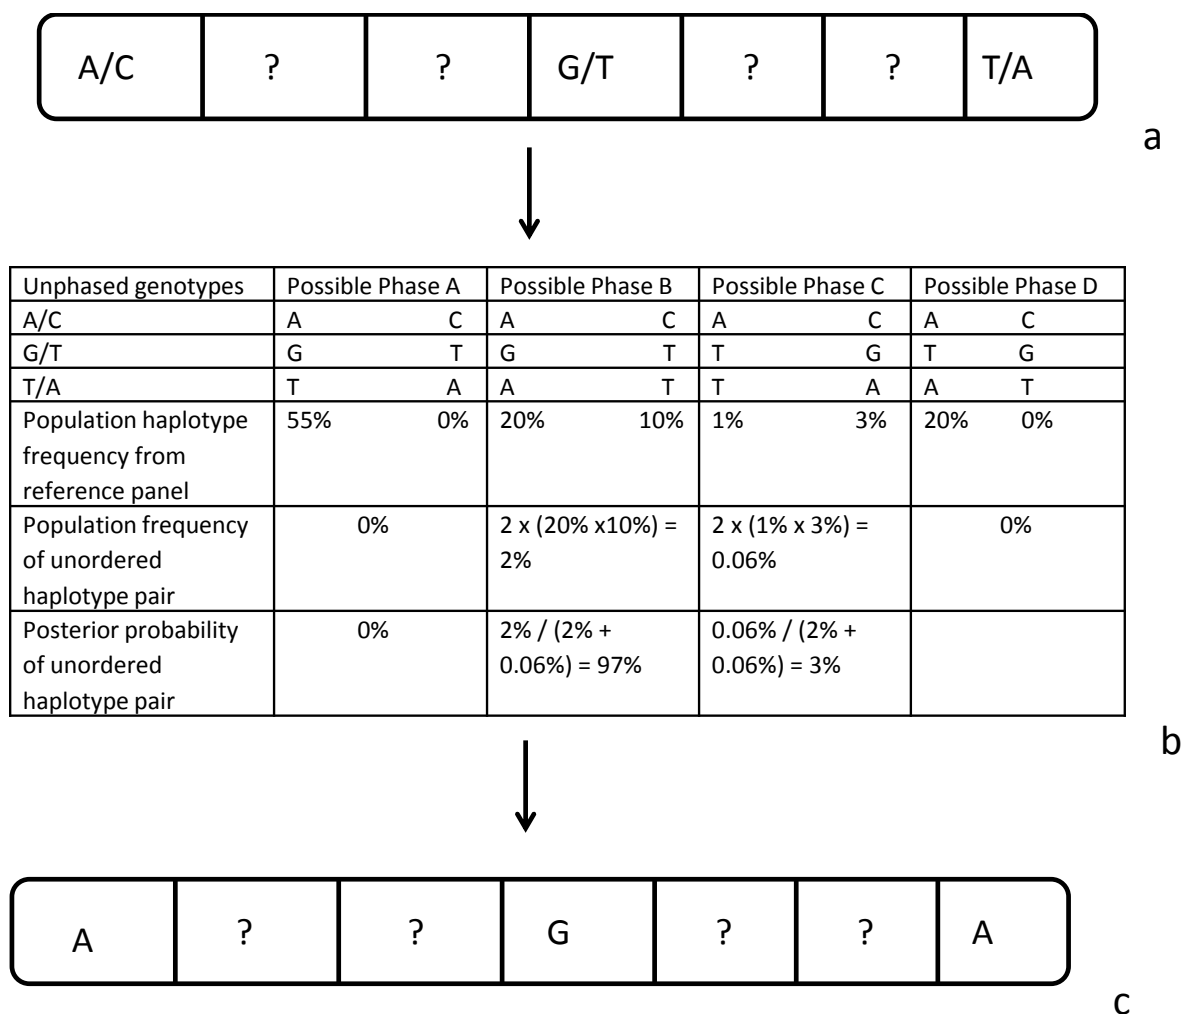 A/C ? ? G/T ? ? T/A
a
Unphased genotypes Possible Phase A Possible Phase B Possible Phase C Possible Phase D
A/C A C A C A C A C
G/T G T G T T G T G
T/A T A A T T A A T
Population haplotype 55% 0% 20% 10% 1% 3% 20% 0%
frequency from
reference panel
Population frequency 0% 2 x (20% x10%) = 2 x (1% x 3%) = 0%
of unordered 2% 0.06%
haplotype pair
Posterior probability 0% 2% / (2% + 0.06% / (2% +
of unordered 0.06%) = 97% 0.06%) = 3%
haplotype pair
b
A ? ? G ? ? A
c